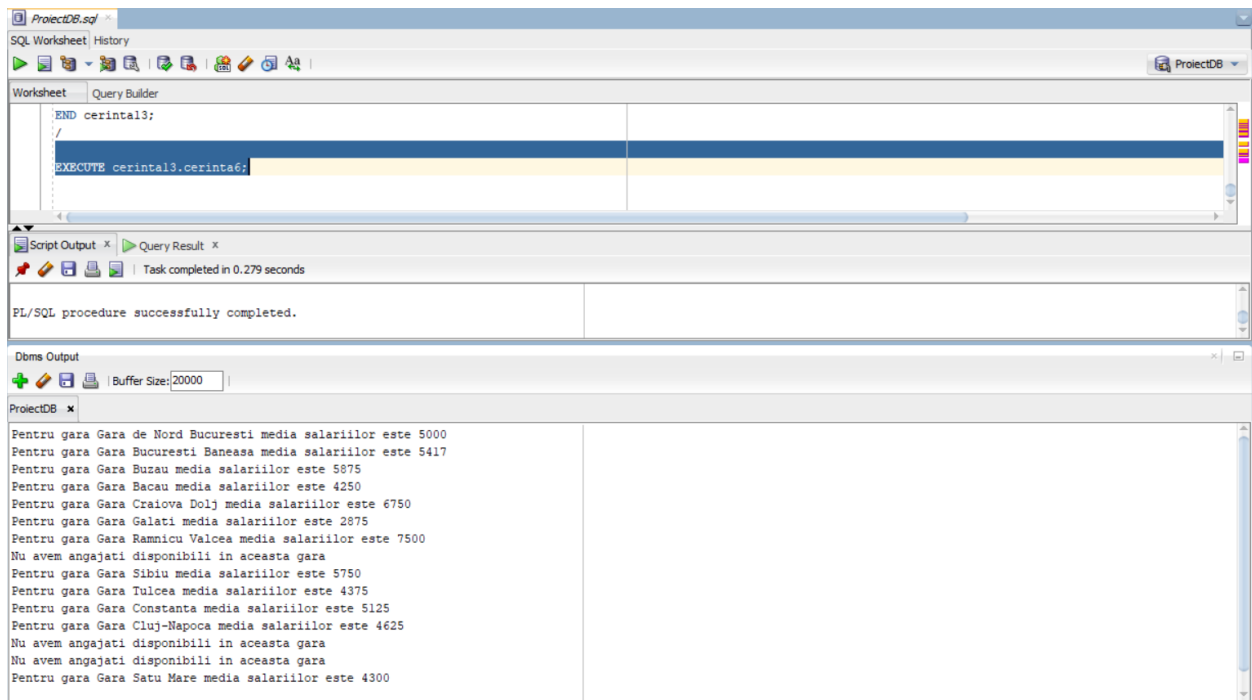 ProiectDB.sql
SQL Worksheet History
ProiectDB
Worksheet Query Builder
END cerinta13;
/
EXECUTE cerinta13.cerinta6;
Script Output x Query Result x
Task completed in 0.279 seconds
PL/SQL procedure successfully completed.
Dbms Output
Buffer Size: 20000
ProiectDB x
Pentru gara Gara de Nord Bucuresti media salariilor este 5000
Pentru gara Gara Bucuresti Baneasa media salariilor este 5417
Pentru gara Gara Buzau media salariilor este 5875
Pentru gara Gara Bacau media salariilor este 4250
Pentru gara Gara Craiova Dolj media salariilor este 6750
Pentru gara Gara Galati media salariilor este 2875
Pentru gara Gara Ramnicu Valcea media salariilor este 7500
Nu avem angajati disponibili in aceasta gara
Pentru gara Gara Sibiu media salariilor este 5750
Pentru gara Gara Tulcea media salariilor este 4375
Pentru gara Gara Constanta media salariilor este 5125
Pentru gara Gara Cluj-Napoca media salariilor este 4625
Nu avem angajati disponibili in aceasta gara
Nu avem angajati disponibili in aceasta gara
Pentru gara Gara Satu Mare media salariilor este 4300